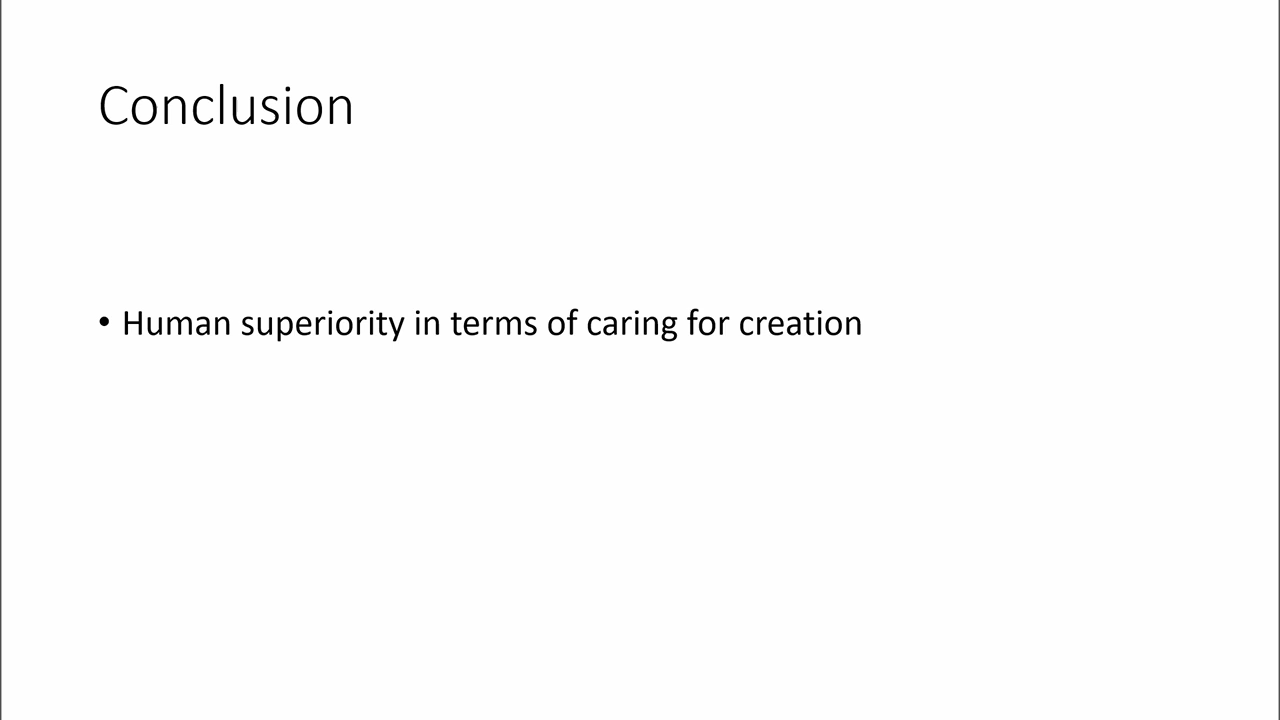 Conclusion
• Human superiority in terms of caring for creation